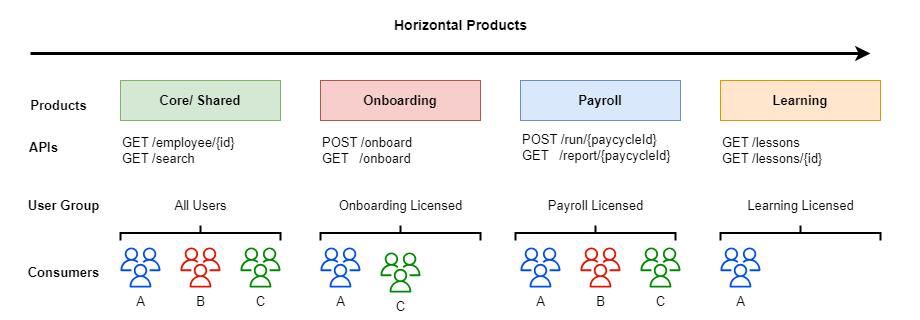 Horizontal Products
Products Core/ Shared Onboarding Payroll Learning
APIs
GET /employee/{id} POST /onboard POST /run/{paycycleId} GET /lessons
GET /search GET /onboard GET /report/{paycycleId} GET /lessons/{id}
User Group All Users Onboarding Licensed Payroll Licensed Learning Licensed
Consumers
A B C A C A B C A